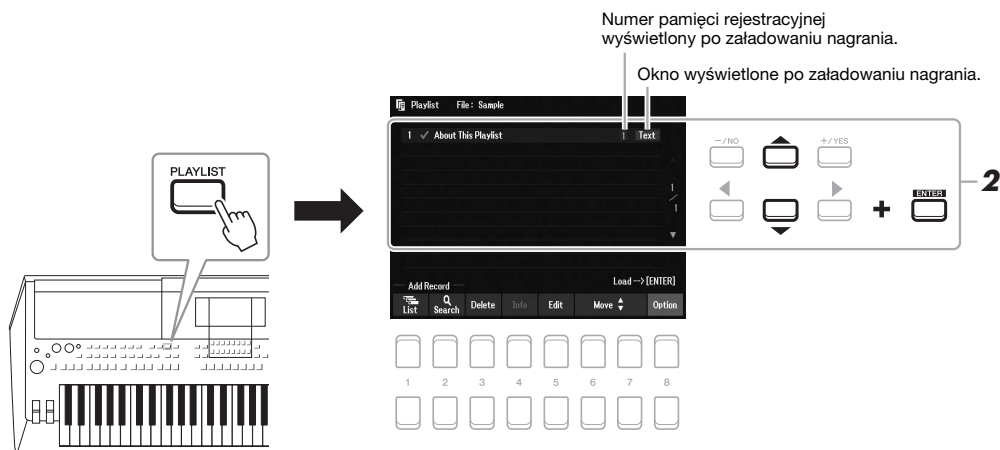 Numer pamięci rejestracyjnej
wyświetlony po załadowaniu nagrania.
Okno wyświetlone po załadowaniu nagrania.
Playlist File: Sample
1 About This Playlist 1 Text
1
/
1
PLAYLIST
-/NO
+/YES
ENTER
+
2
Load-->[ENTER]
Add Record
List Search Delete Info Edit Move Option
1 2 3 4 5 6 7 8